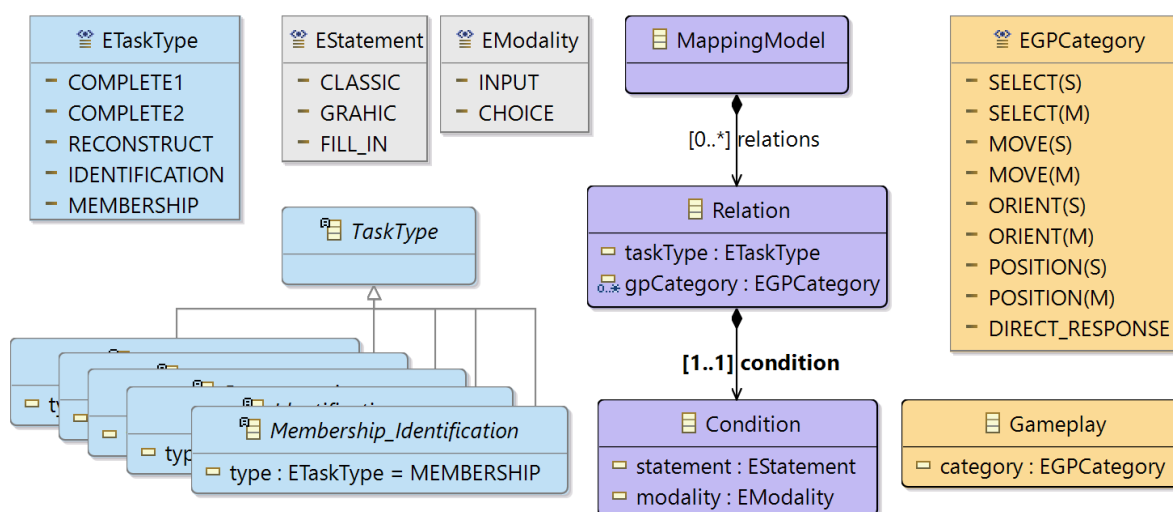 ETaskType
COMPLETE1
COMPLETE2
RECONSTRUCT
IDENTIFICATION
MEMBERSHIP
EStatement
CLASSIC
GRAHIC
FILL_IN
EModality
INPUT
CHOICE
MappingModel
[0..*] relations
Relation
taskType : ETaskType
0..*
gpCategory : EGPCategory
[1..1] condition
Condition
statement : EStatement
modality : EModality
EGPCategory
SELECT(S)
SELECT(M)
MOVE(S)
MOVE(M)
ORIENT(S)
ORIENT(M)
POSITION(S)
POSITION(M)
DIRECT_RESPONSE
Gameplay
category : EGPCategory
TaskType
Membership_Identification
type : ETaskType = MEMBERSHIP